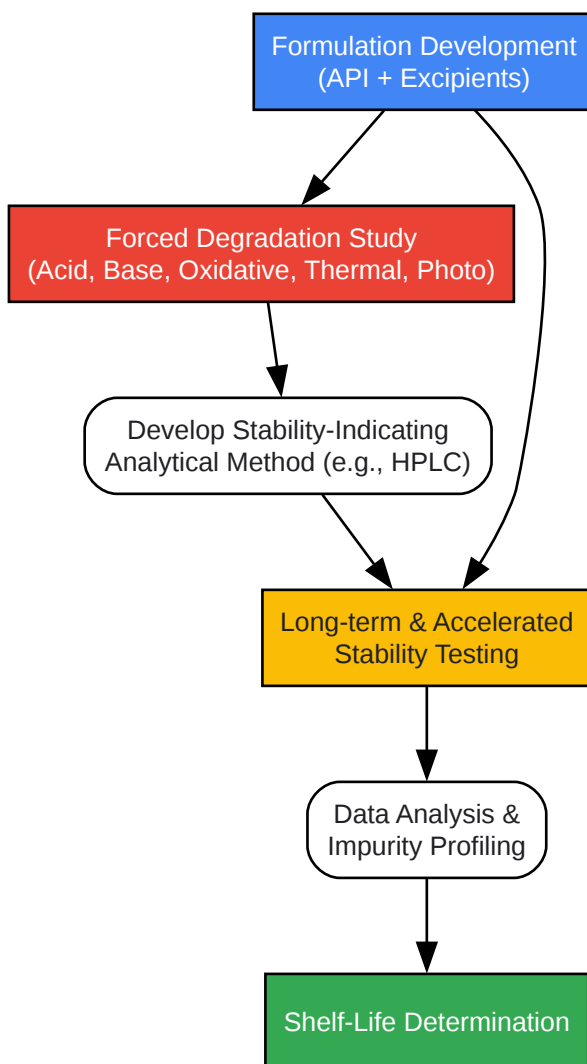 Formulation Development
(API + Excipients)
Forced Degradation Study
(Acid, Base, Oxidative, Thermal, Photo)
Develop Stability-Indicating
Analytical Method (e.g., HPLC)
Long-term & Accelerated
Stability Testing
Data Analysis &
Impurity Profiling
Shelf-Life Determination